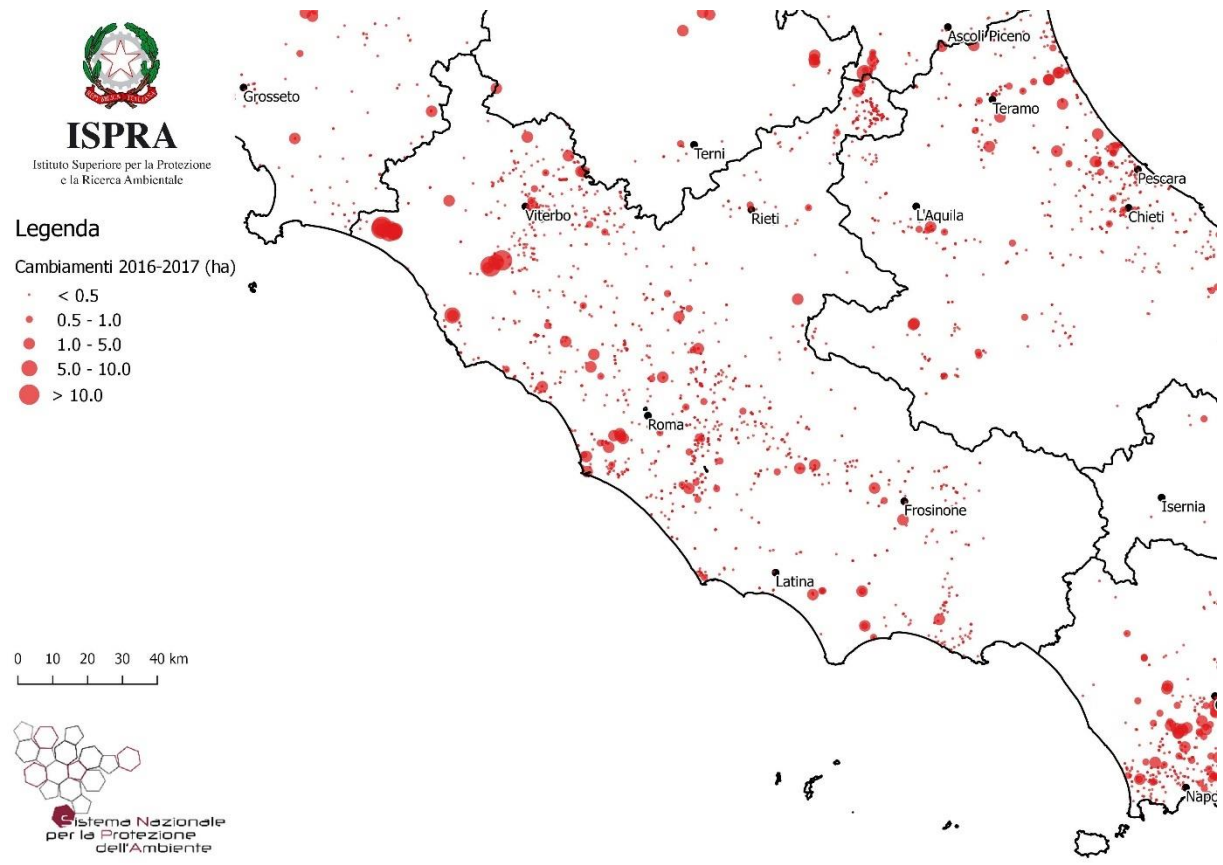 ISPRA
Istituto Superiore per la Protezione
e la Ricerca Ambientale
Legenda
Cambiamenti 2016-2017 (ha)
< 0.5
0.5 - 1.0
1.0 - 5.0
5.0 - 10.0
> 10.0
0 10 20 30 40 km
Sistema Nazionale
per la Protezione
dell'Ambiente
Ascoli Piceno
Grosseto
Teramo
Terni
Pescara
Viterbo
Rieti
L'Aquila
Chieti
Roma
Isernia
Frosinone
Latina
Napo